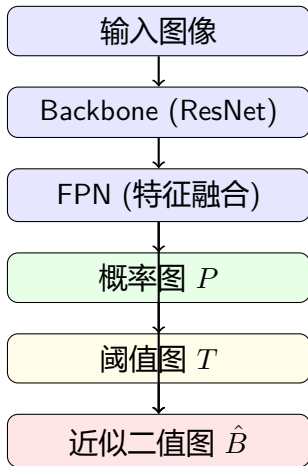 输入图像
Backbone (ResNet)
FPN (特征融合)
概率图 P
阈值图 T
近似二值图 B̂